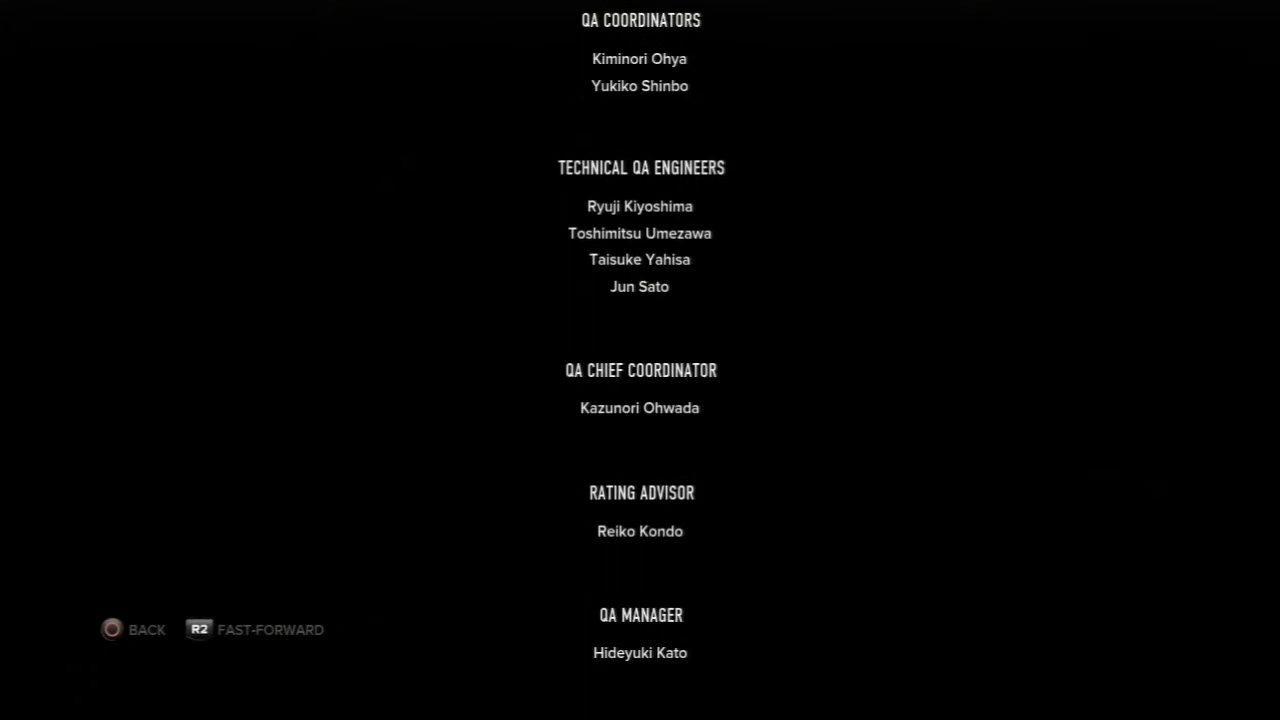 QA COORDINATORS
Kiminori Ohya
Yukiko Shinbo
TECHNICAL QA ENGINEERS
Ryuji Kiyoshima
Toshimitsu Umezawa
Taisuke Yahisa
Jun Sato
QA CHIEF COORDINATOR
Kazunori Ohwada
RATING ADVISOR
Reiko Kondo
QA MANAGER
Hideyuki Kato
BACK R2 FAST-FORWARD